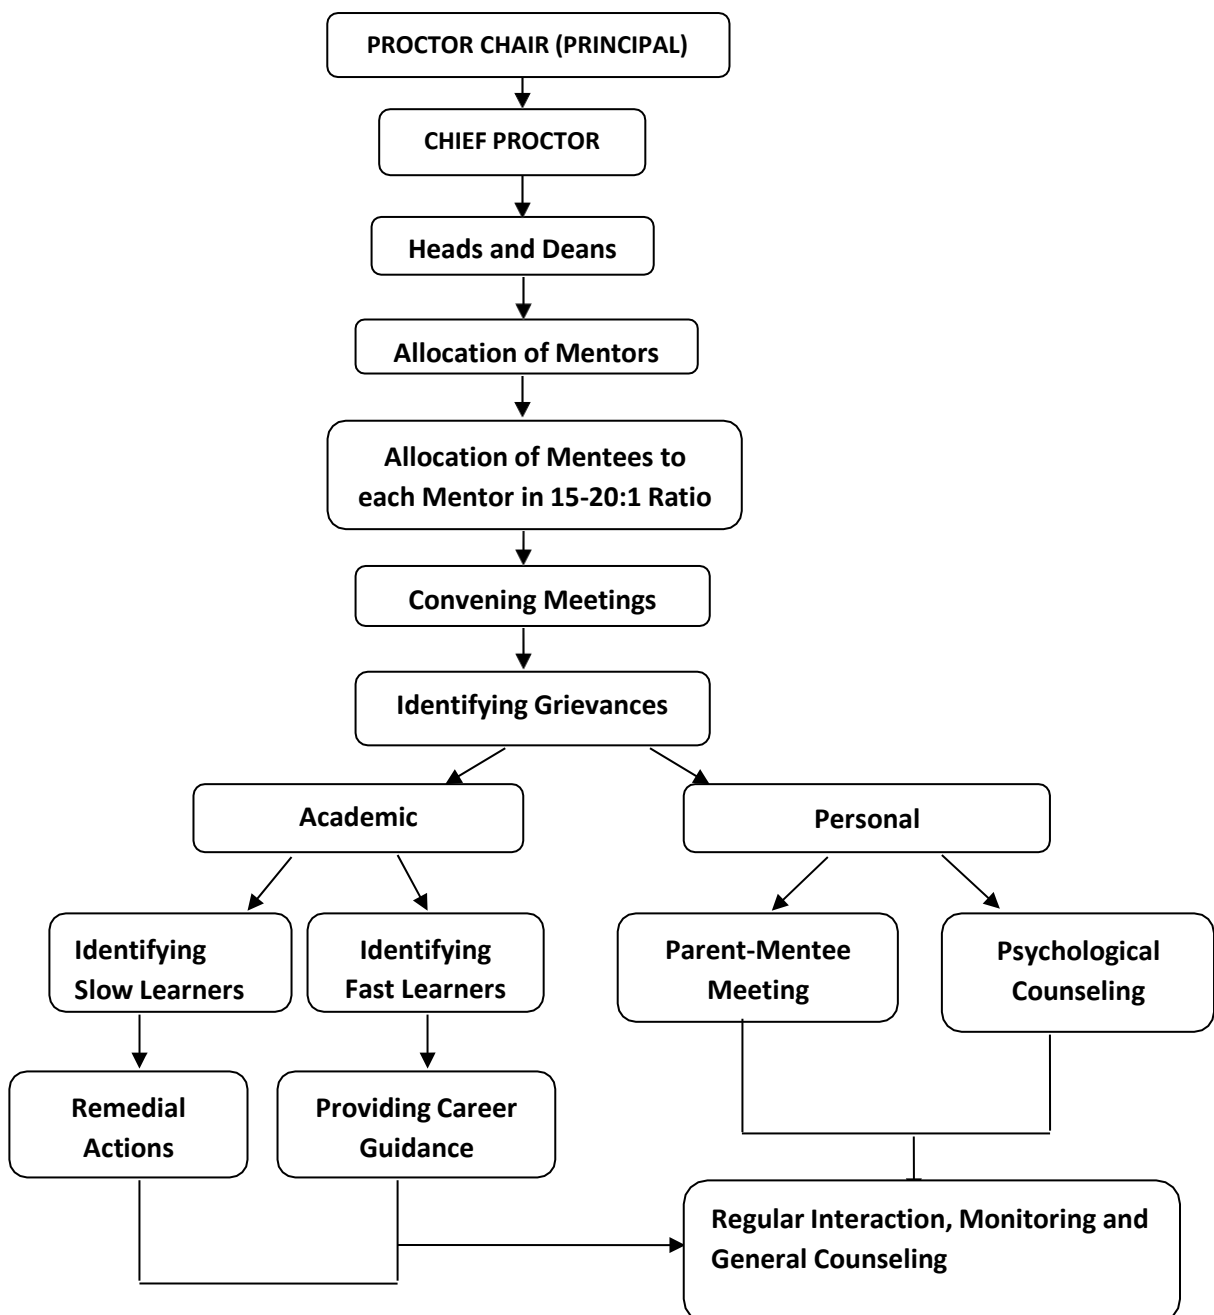 PROCTOR CHAIR (PRINCIPAL)
CHIEF PROCTOR
Heads and Deans
Allocation of Mentors
Allocation of Mentees to
each Mentor in 15-20:1 Ratio
Convening Meetings
Identifying Grievances
Academic
Personal
Identifying
Slow Learners
Identifying
Fast Learners
Parent-Mentee
Meeting
Psychological
Counseling
Remedial
Actions
Providing Career
Guidance
Regular Interaction, Monitoring and
General Counseling